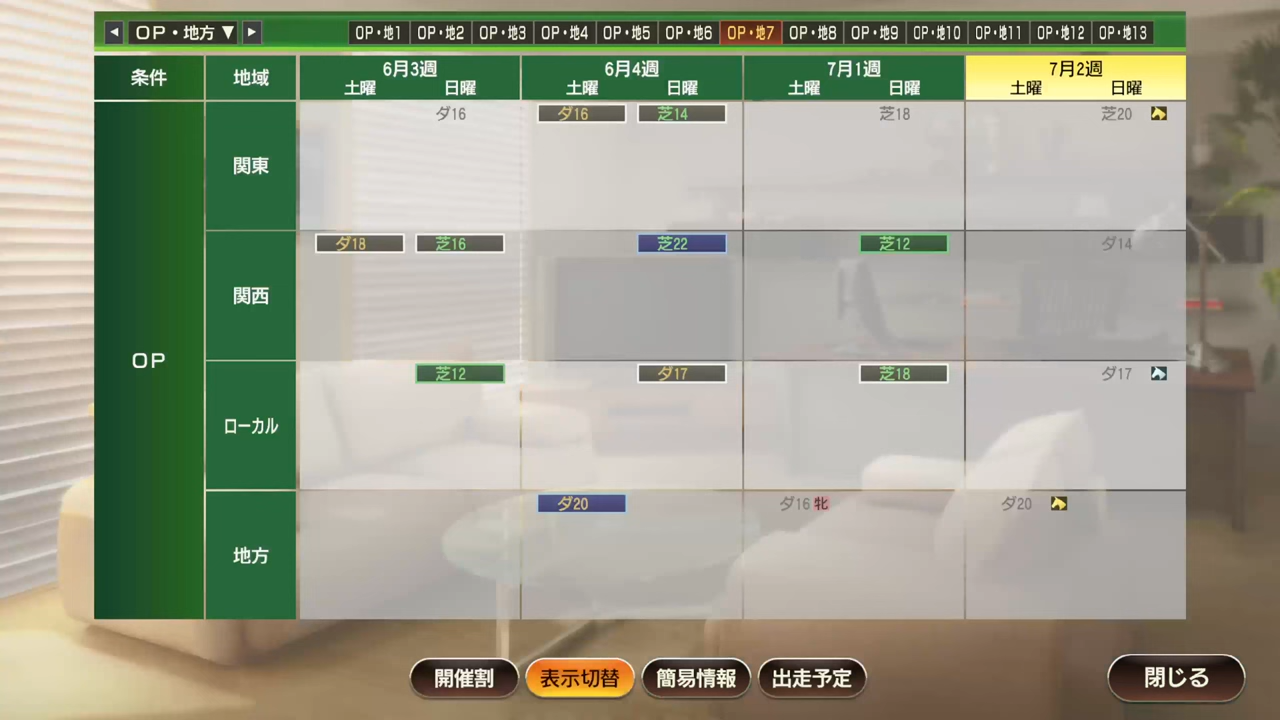 ◀ OP・地方▼ ▶ OP・地1 OP・地2 OP・地3 OP・地4 OP・地5 OP・地6 OP・地7 OP・地8 OP・地9 OP・地10 OP・地11 OP・地12 OP・地13
条件 地域 6月3週 6月4週 7月1週 7月2週
土曜 日曜 土曜 日曜 土曜 日曜 土曜 日曜
ダ16 ダ16 芝14 芝18 芝20
関東
ダ18 芝16 芝22 芝12 ダ14
関西
OP
芝12 ダ17 芝18 ダ17
ローカル
ダ20 ダ16 牝 ダ20
地方
開催割 表示切替 簡易情報 出走予定 閉じる